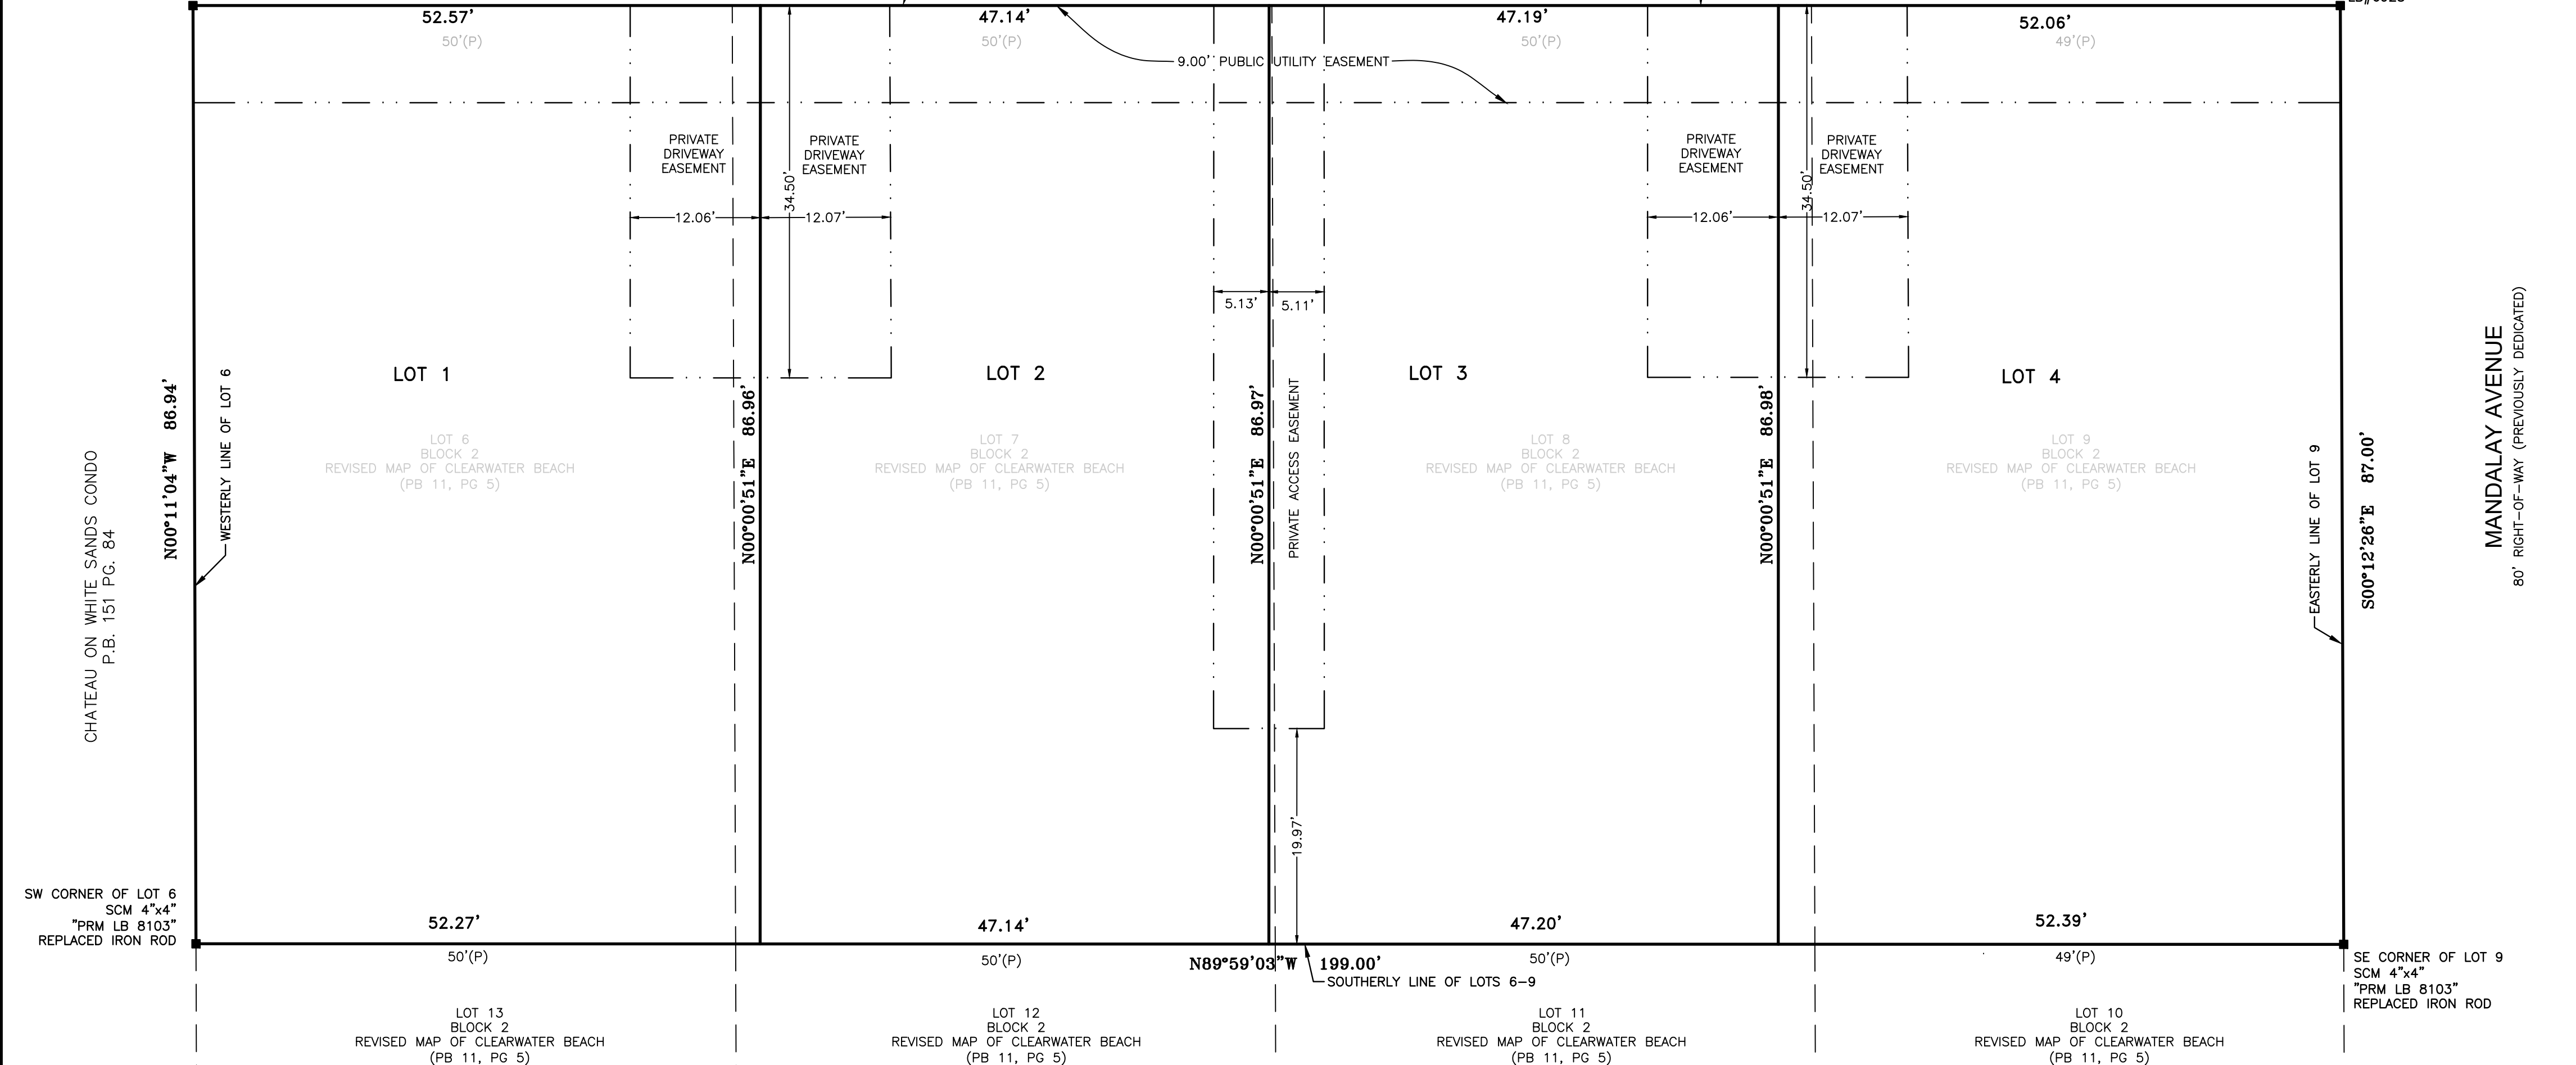 52.57'
47.14'
47.19'
52.06'
50'(P)
50'(P)
50'(P)
49'(P)
9.00' PUBLIC UTILITY EASEMENT
PRIVATE
DRIVEWAY
EASEMENT
PRIVATE
DRIVEWAY
EASEMENT
PRIVATE
DRIVEWAY
EASEMENT
PRIVATE
DRIVEWAY
EASEMENT
34.50'
34.50'
12.06'
12.07'
12.06'
12.07'
5.13'
5.11'
LOT 1
LOT 2
LOT 3
LOT 4
N00°11'04"W 86.94'
WESTERLY LINE OF LOT 6
N00°00'51"E 86.96'
N00°00'51"E 86.97'
PRIVATE ACCESS EASEMENT
N00°00'51"E 86.98'
EASTERLY LINE OF LOT 9
S00°12'26"E 87.00'
MANDALAY AVENUE
80' RIGHT-OF-WAY (PREVIOUSLY DEDICATED)
CHATEAU ON WHITE SANDS CONDO
P.B. 151 PG. 84
LOT 6
BLOCK 2
REVISED MAP OF CLEARWATER BEACH
(PB 11, PG 5)
LOT 7
BLOCK 2
REVISED MAP OF CLEARWATER BEACH
(PB 11, PG 5)
LOT 8
BLOCK 2
REVISED MAP OF CLEARWATER BEACH
(PB 11, PG 5)
LOT 9
BLOCK 2
REVISED MAP OF CLEARWATER BEACH
(PB 11, PG 5)
19.97'
SW CORNER OF LOT 6
SCM 4"x4"
"PRM LB 8103"
REPLACED IRON ROD
52.27'
47.14'
47.20'
52.39'
50'(P)
50'(P)
N89°59'03"W 199.00'
50'(P)
49'(P)
SOUTHERLY LINE OF LOTS 6-9
SE CORNER OF LOT 9
SCM 4"x4"
"PRM LB 8103"
REPLACED IRON ROD
LOT 13
BLOCK 2
REVISED MAP OF CLEARWATER BEACH
(PB 11, PG 5)
LOT 12
BLOCK 2
REVISED MAP OF CLEARWATER BEACH
(PB 11, PG 5)
LOT 11
BLOCK 2
REVISED MAP OF CLEARWATER BEACH
(PB 11, PG 5)
LOT 10
BLOCK 2
REVISED MAP OF CLEARWATER BEACH
(PB 11, PG 5)